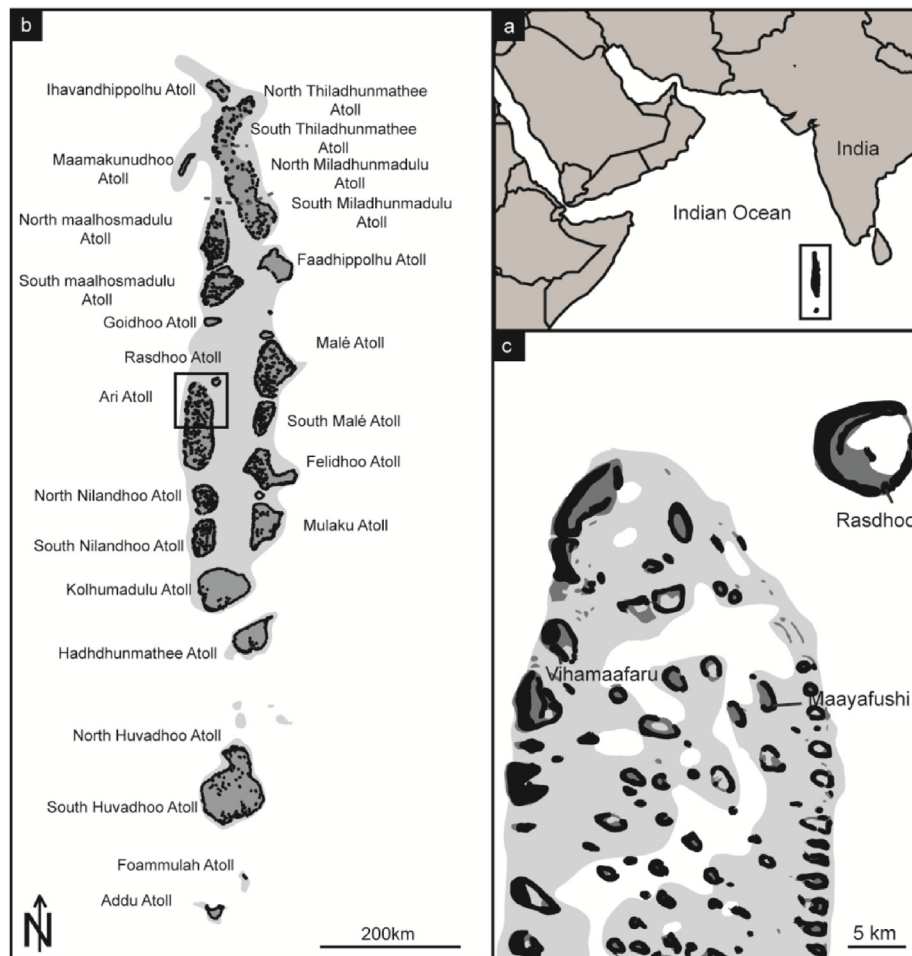 b
Ihavandhippolhu Atoll
North Thiladhunmathee
Atoll
South Thiladhunmathee
Atoll
Maamakunudhoo
Atoll
North Miladhunmadulu
Atoll
South Miladhunmadulu
Atoll
North maalhosmadulu
Atoll
Faadhippolhu Atoll
South maalhosmadulu
Atoll
Goidhoo Atoll
Malé Atoll
Rasdhoo Atoll
Ari Atoll
South Malé Atoll
Felidhoo Atoll
North Nilandhoo Atoll
Mulaku Atoll
South Nilandhoo Atoll
Kolhumadulu Atoll
Hadhdhunmathee Atoll
North Huvadhoo Atoll
South Huvadhoo Atoll
Foammulah Atoll
Addu Atoll
N
200km
a
India
Indian Ocean
c
Rasdhoo
Vihamaafaru
Maayafushi
5 km